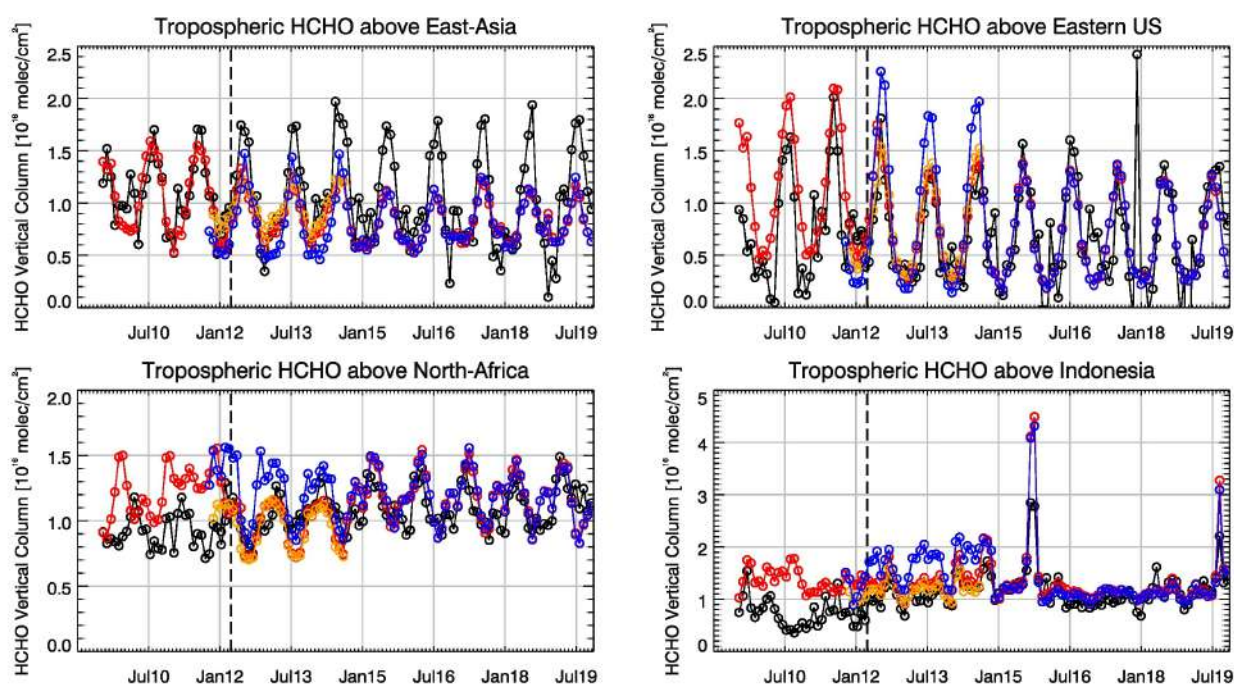 Tropospheric HCHO above East-Asia
HCHO Vertical Column [10¹⁶ molec/cm²]
2.5
2.0
1.5
1.0
0.5
0.0
Jul10 Jan12 Jul13 Jan15 Jul16 Jan18 Jul19
Tropospheric HCHO above Eastern US
HCHO Vertical Column [10¹⁶ molec/cm²]
2.5
2.0
1.5
1.0
0.5
0.0
Jul10 Jan12 Jul13 Jan15 Jul16 Jan18 Jul19
Tropospheric HCHO above North-Africa
HCHO Vertical Column [10¹⁶ molec/cm²]
2.0
1.5
1.0
0.5
0.0
Jul10 Jan12 Jul13 Jan15 Jul16 Jan18 Jul19
Tropospheric HCHO above Indonesia
HCHO Vertical Column [10¹⁶ molec/cm²]
5
4
3
2
1
0
Jul10 Jan12 Jul13 Jan15 Jul16 Jan18 Jul19